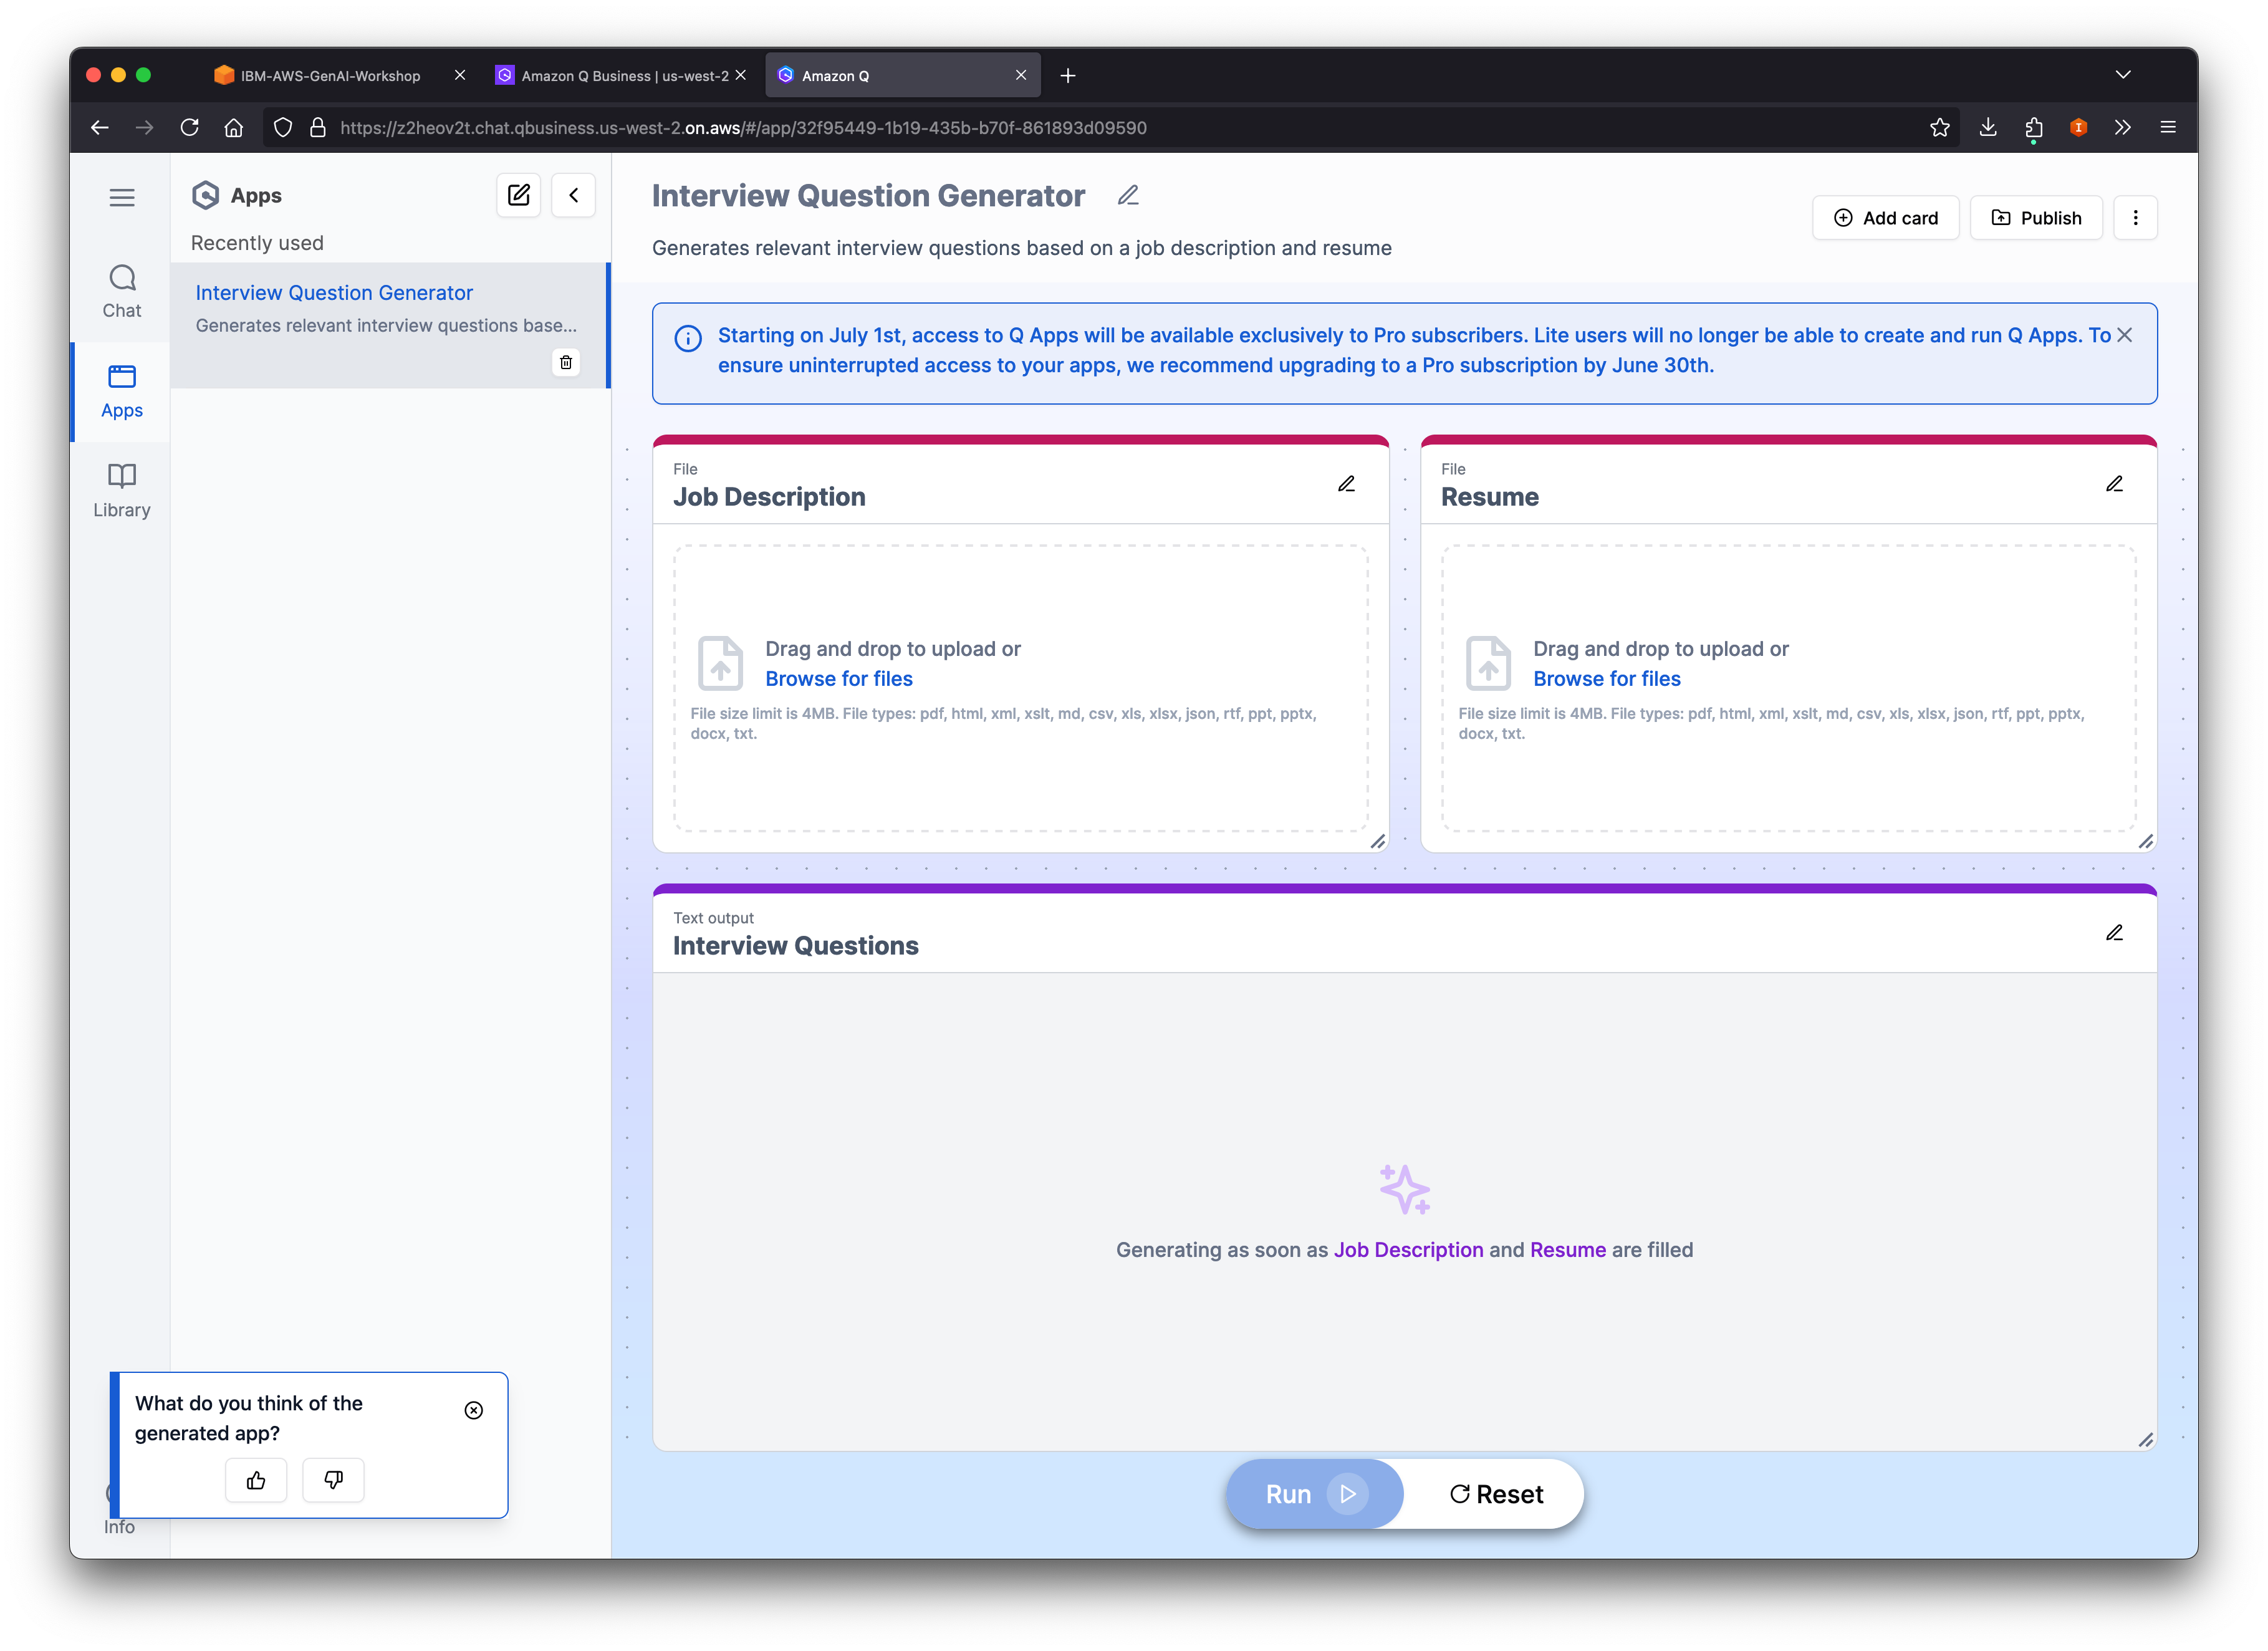 IBM-AWS-GenAI-Workshop
Amazon Q Business | us-west-2
Amazon Q
https://z2heov2t.chat.qbusiness.us-west-2.on.aws/#/app/32f95449-1b19-435b-b70f-861893d09590
Apps
Recently used
Interview Question Generator
Generates relevant interview questions base...
Chat
Apps
Library
Info
What do you think of the
generated app?
Interview Question Generator
Generates relevant interview questions based on a job description and resume
Add card
Publish
Starting on July 1st, access to Q Apps will be available exclusively to Pro subscribers. Lite users will no longer be able to create and run Q Apps. To
ensure uninterrupted access to your apps, we recommend upgrading to a Pro subscription by June 30th.
File
Job Description
Drag and drop to upload or
Browse for files
File size limit is 4MB. File types: pdf, html, xml, xslt, md, csv, xls, xlsx, json, rtf, ppt, pptx,
docx, txt.
File
Resume
Drag and drop to upload or
Browse for files
File size limit is 4MB. File types: pdf, html, xml, xslt, md, csv, xls, xlsx, json, rtf, ppt, pptx,
docx, txt.
Text output
Interview Questions
Generating as soon as Job Description and Resume are filled
Run
Reset